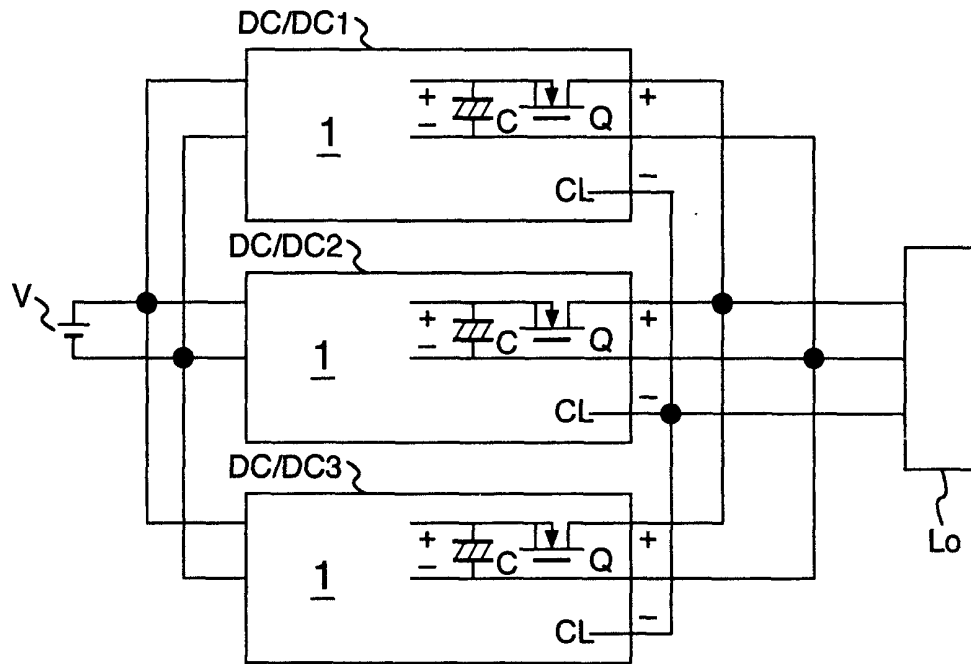 DC/DC1
+
+
1
−
C
Q
−
CL
DC/DC2
V
+
+
1
−
C
Q
−
CL
DC/DC3
+
+
1
−
C
Q
Lo
−
CL